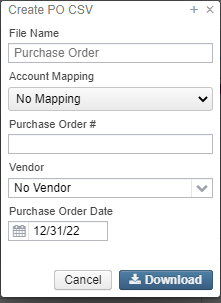 Create PO CSV
File Name
Purchase Order
Account Mapping
No Mapping
Purchase Order #
Vendor
No Vendor
Purchase Order Date
12/31/22
Cancel
Download